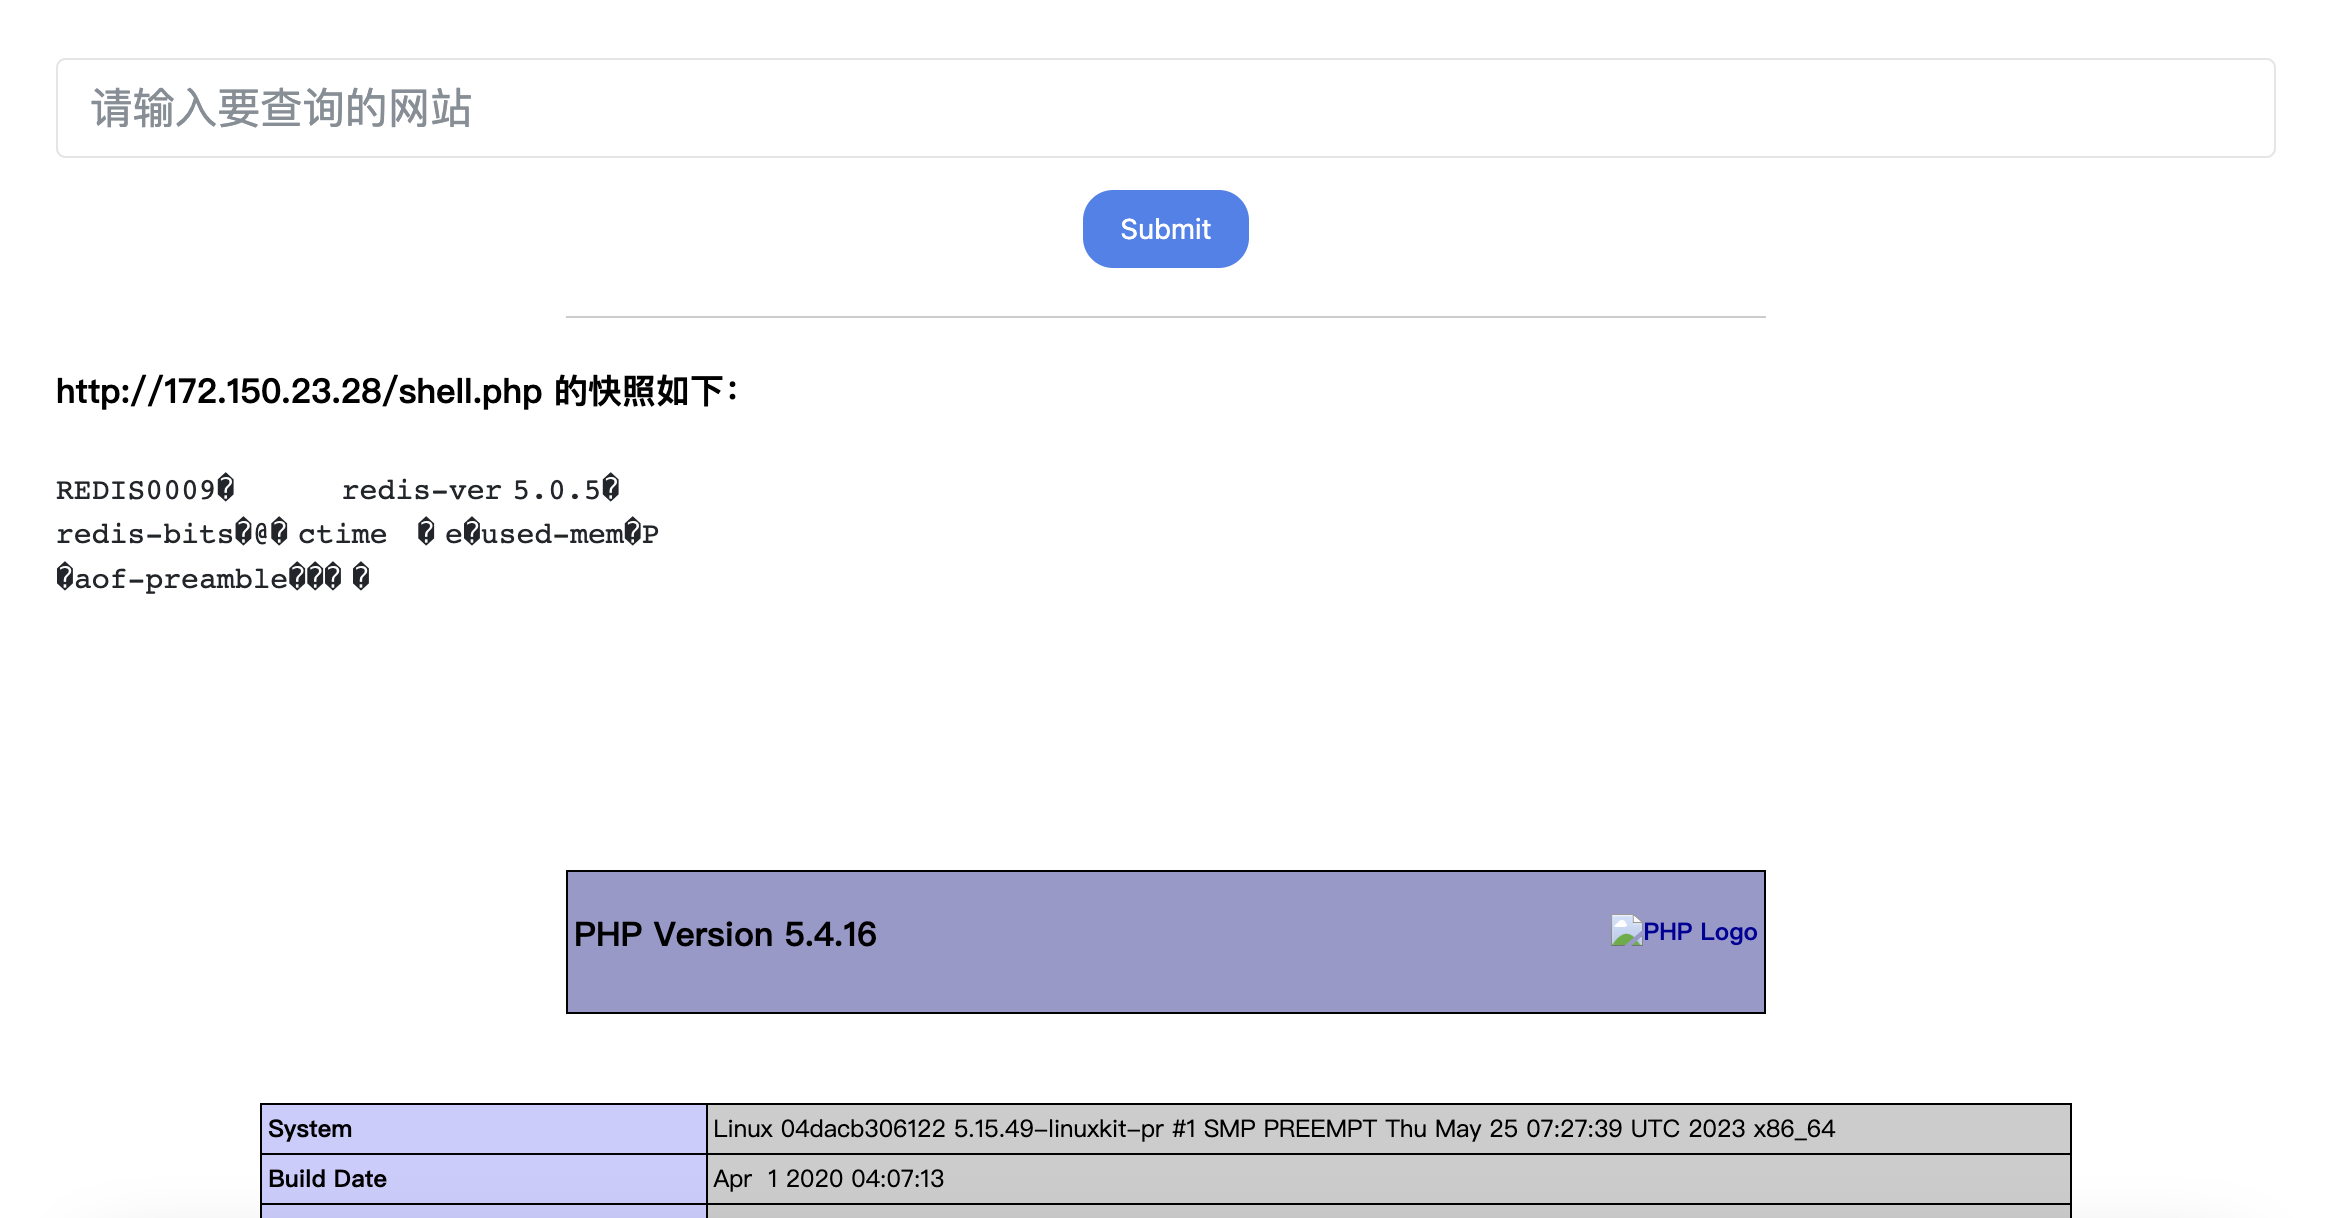 请输入要查询的网站
Submit
http://172.150.23.28/shell.php 的快照如下：
REDIS0009� redis-ver 5.0.5�
redis-bits�@� ctime � e�used-mem�P
�aof-preamble��� �
PHP Version 5.4.16
PHP Logo
System Linux 04dacb306122 5.15.49-linuxkit-pr #1 SMP PREEMPT Thu May 25 07:27:39 UTC 2023 x86_64
Build Date Apr 1 2020 04:07:13